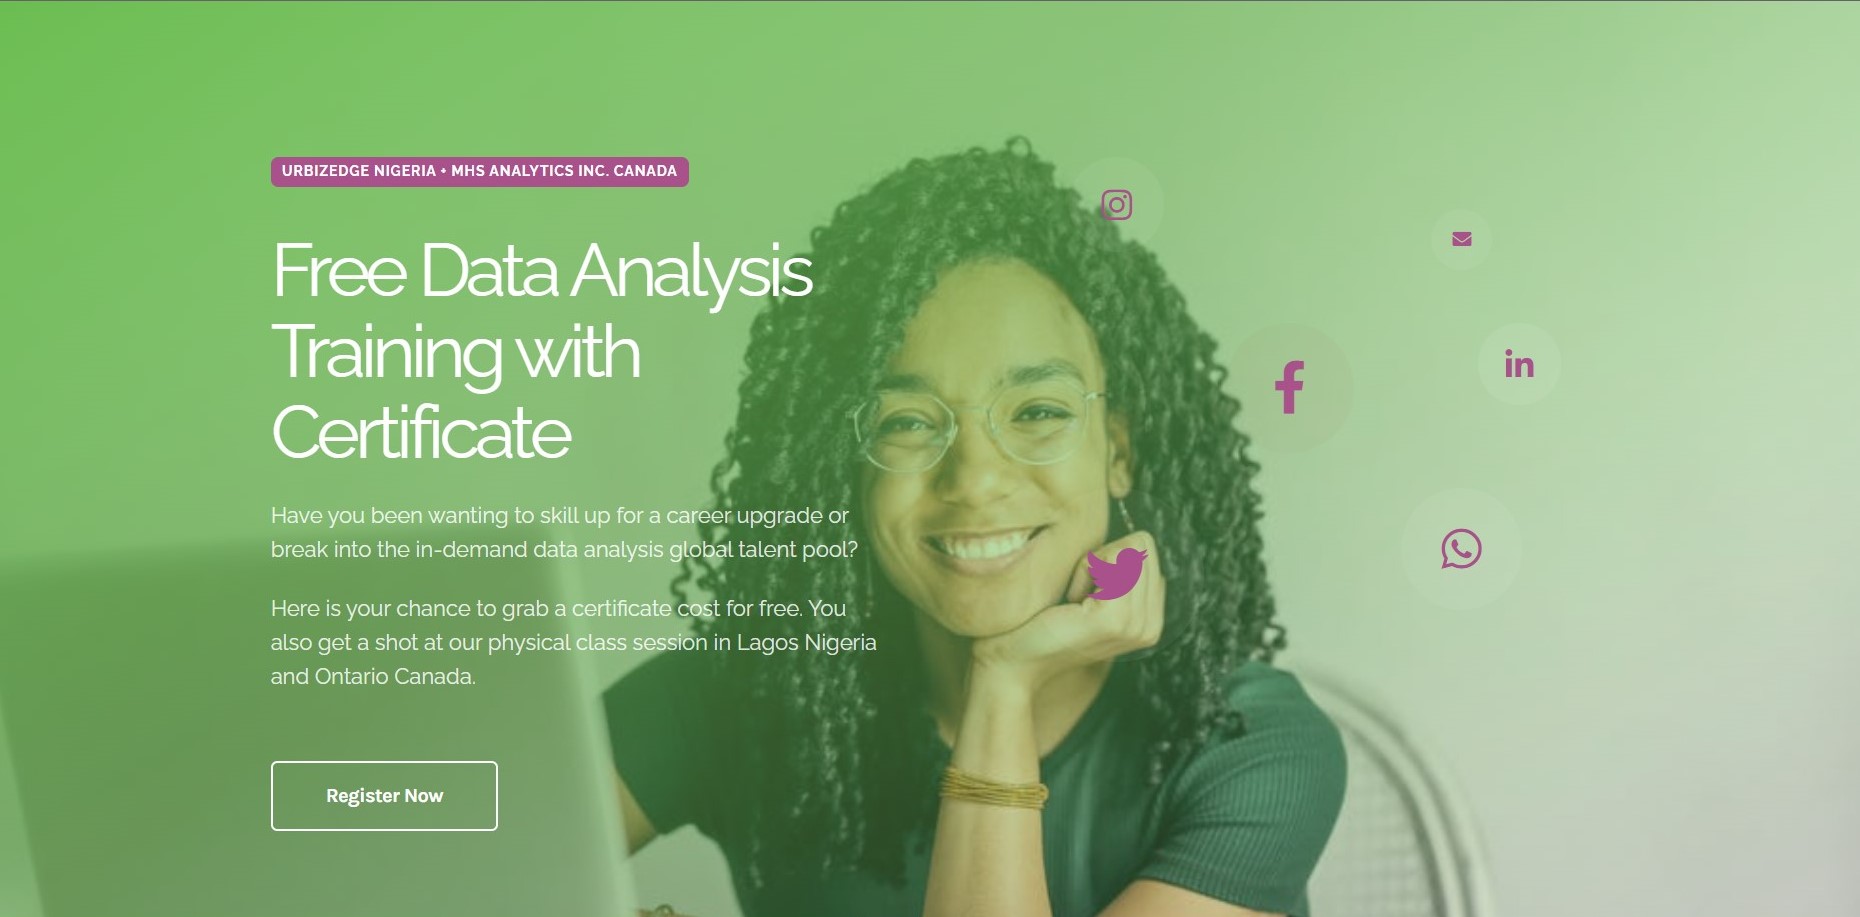 URBIZEDGE NIGERIA + MHS ANALYTICS INC. CANADA
Free Data Analysis
Training with
Certificate
Have you been wanting to skill up for a career upgrade or
break into the in-demand data analysis global talent pool?
Here is your chance to grab a certificate cost for free. You
also get a shot at our physical class session in Lagos Nigeria
and Ontario Canada.
Register Now